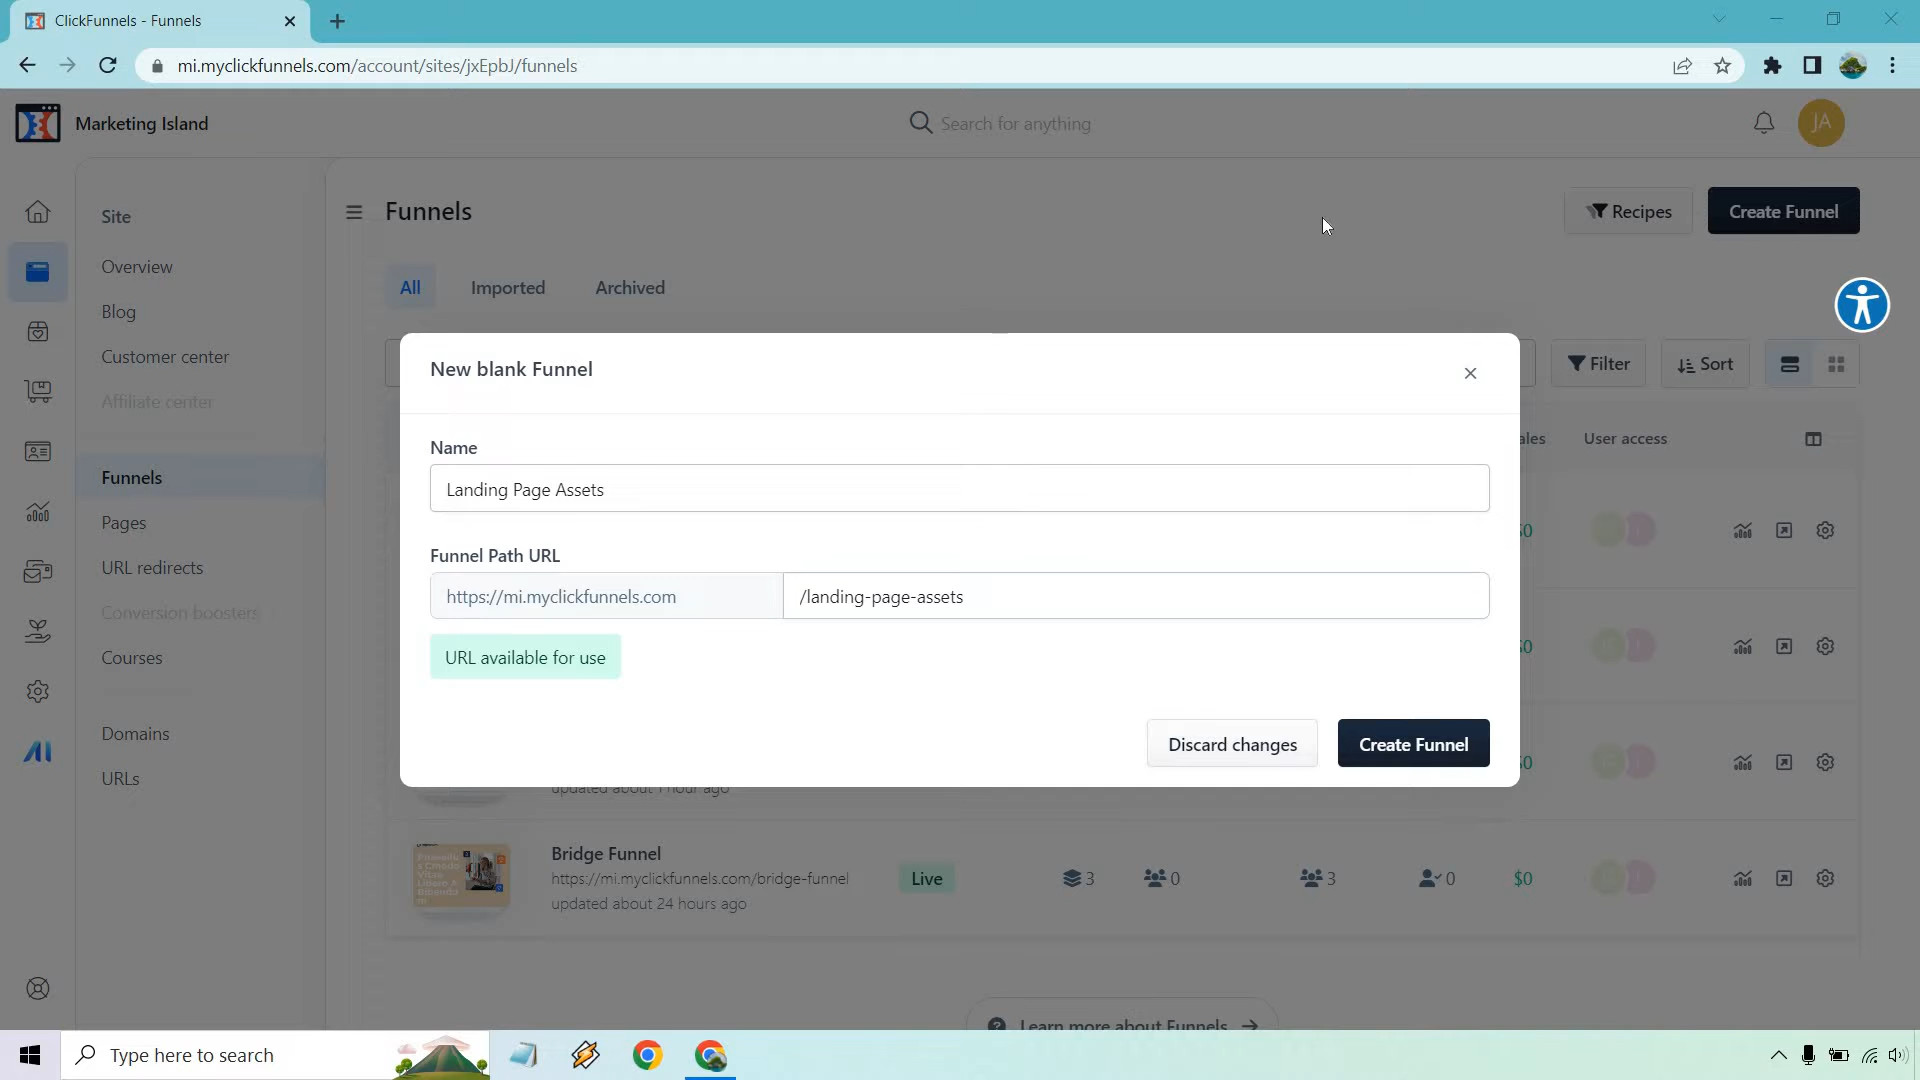 ClickFunnels - Funnels
mi.myclickfunnels.com/account/sites/jxEpbJ/funnels
Marketing Island
Search for anything
JA
Site
Overview
Blog
Customer center
Affiliate center
Funnels
Pages
URL redirects
Conversion boosters
Courses
Domains
URLs
Funnels
Recipes
Create Funnel
All
Imported
Archived
Filter
Sort
User access
New blank Funnel
Name
Landing Page Assets
Funnel Path URL
https://mi.myclickfunnels.com
/landing-page-assets
URL available for use
Discard changes
Create Funnel
updated about 1 hour ago
Bridge Funnel
https://mi.myclickfunnels.com/bridge-funnel
updated about 24 hours ago
Live
3
0
3
0
$0
Learn more about Funnels
Type here to search